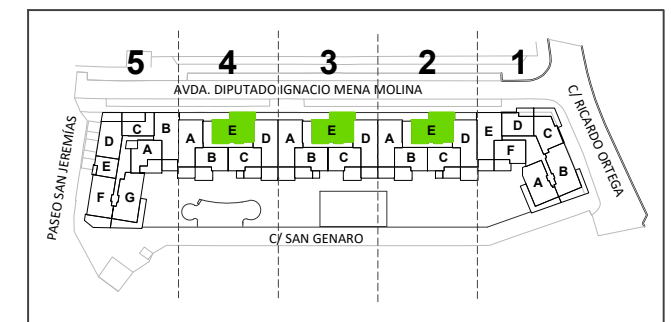 5 4 3 2 1
AVDA. DIPUTADO IGNACIO MENA MOLINA
C/ RICARDO ORTEGA
PASEO SAN JEREMÍAS
C B E E E E D
D A D A D A D C
A B C B C B C F
E A B
F G
C/ SAN GENARO